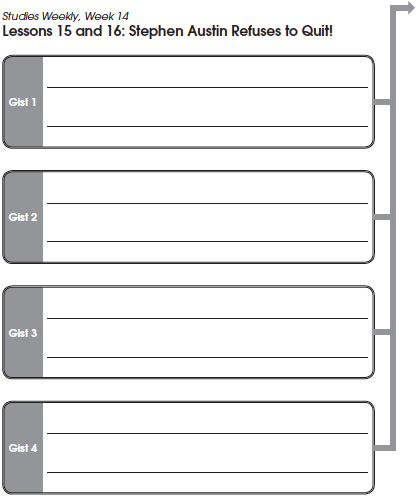 Studies Weekly, Week 14
Lessons 15 and 16: Stephen Austin Refuses to Quit!
Gist 1
Gist 2
Gist 3
Gist 4